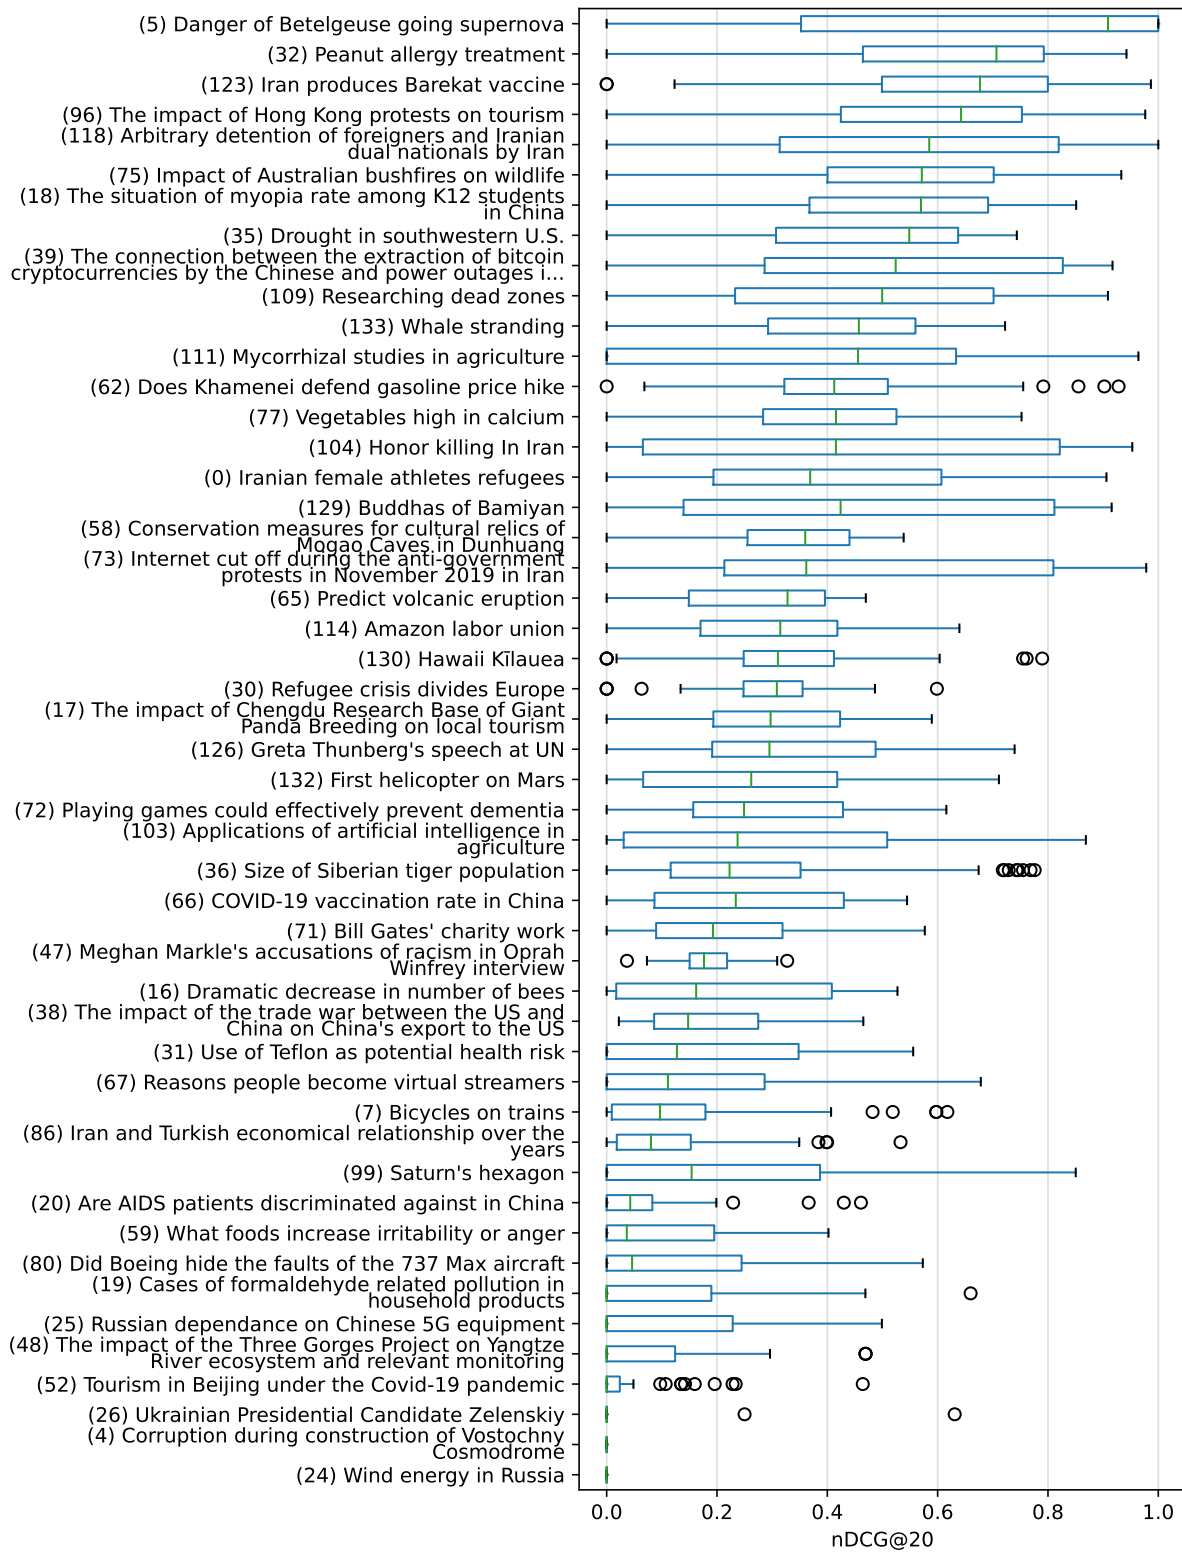 (5) Danger of Betelgeuse going supernova
(32) Peanut allergy treatment
(123) Iran produces Barekat vaccine
(96) The impact of Hong Kong protests on tourism
(118) Arbitrary detention of foreigners and Iranian
dual nationals by Iran
(75) Impact of Australian bushfires on wildlife
(18) The situation of myopia rate among K12 students
in China
(35) Drought in southwestern U.S.
(39) The connection between the extraction of bitcoin
cryptocurrencies by the Chinese and power outages i...
(109) Researching dead zones
(133) Whale stranding
(111) Mycorrhizal studies in agriculture
(62) Does Khamenei defend gasoline price hike
(77) Vegetables high in calcium
(104) Honor killing In Iran
(0) Iranian female athletes refugees
(129) Buddhas of Bamiyan
(58) Conservation measures for cultural relics of
Mogao Caves in Dunhuang
(73) Internet cut off during the anti-government
protests in November 2019 in Iran
(65) Predict volcanic eruption
(114) Amazon labor union
(130) Hawaii Kīlauea
(30) Refugee crisis divides Europe
(17) The impact of Chengdu Research Base of Giant
Panda Breeding on local tourism
(126) Greta Thunberg's speech at UN
(132) First helicopter on Mars
(72) Playing games could effectively prevent dementia
(103) Applications of artificial intelligence in
agriculture
(36) Size of Siberian tiger population
(66) COVID-19 vaccination rate in China
(71) Bill Gates' charity work
(47) Meghan Markle's accusations of racism in Oprah
Winfrey interview
(16) Dramatic decrease in number of bees
(38) The impact of the trade war between the US and
China on China's export to the US
(31) Use of Teflon as potential health risk
(67) Reasons people become virtual streamers
(7) Bicycles on trains
(86) Iran and Turkish economical relationship over the
years
(99) Saturn's hexagon
(20) Are AIDS patients discriminated against in China
(59) What foods increase irritability or anger
(80) Did Boeing hide the faults of the 737 Max aircraft
(19) Cases of formaldehyde related pollution in
household products
(25) Russian dependance on Chinese 5G equipment
(48) The impact of the Three Gorges Project on Yangtze
River ecosystem and relevant monitoring
(52) Tourism in Beijing under the Covid-19 pandemic
(26) Ukrainian Presidential Candidate Zelenskiy
(4) Corruption during construction of Vostochny
Cosmodrome
(24) Wind energy in Russia
0.0 0.2 0.4 0.6 0.8 1.0
nDCG@20